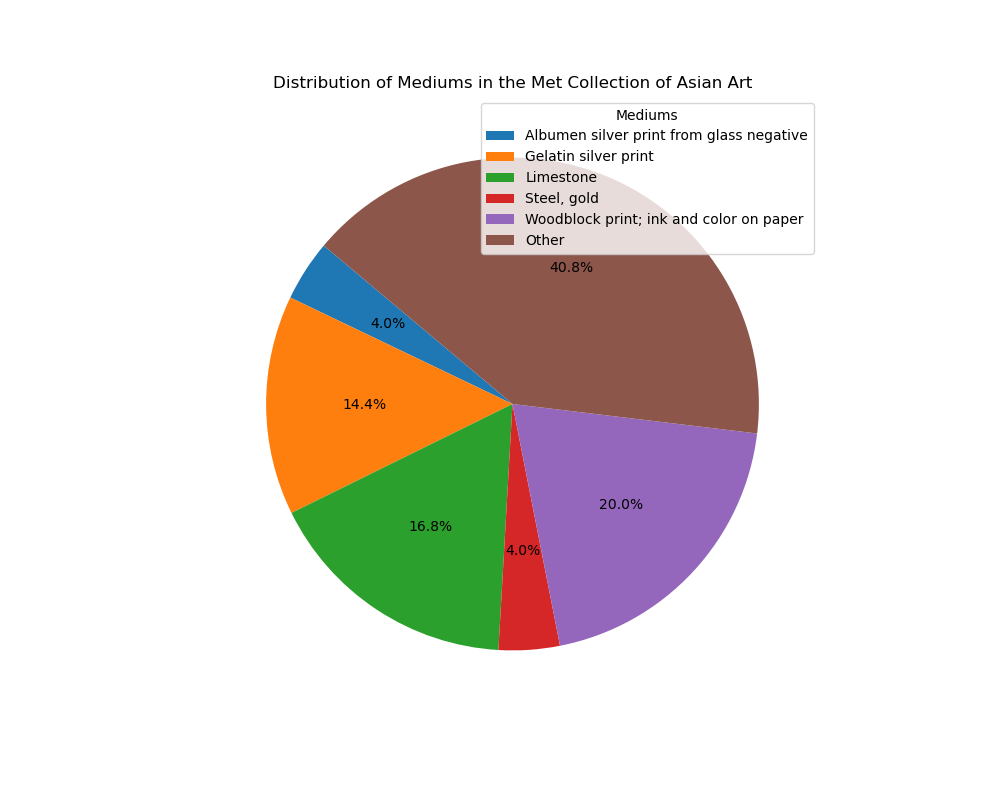 Distribution of Mediums in the Met Collection of Asian Art
Mediums
Albumen silver print from glass negative
Gelatin silver print
Limestone
Steel, gold
Woodblock print; ink and color on paper
Other
40.8%
4.0%
14.4%
20.0%
16.8%
4.0%